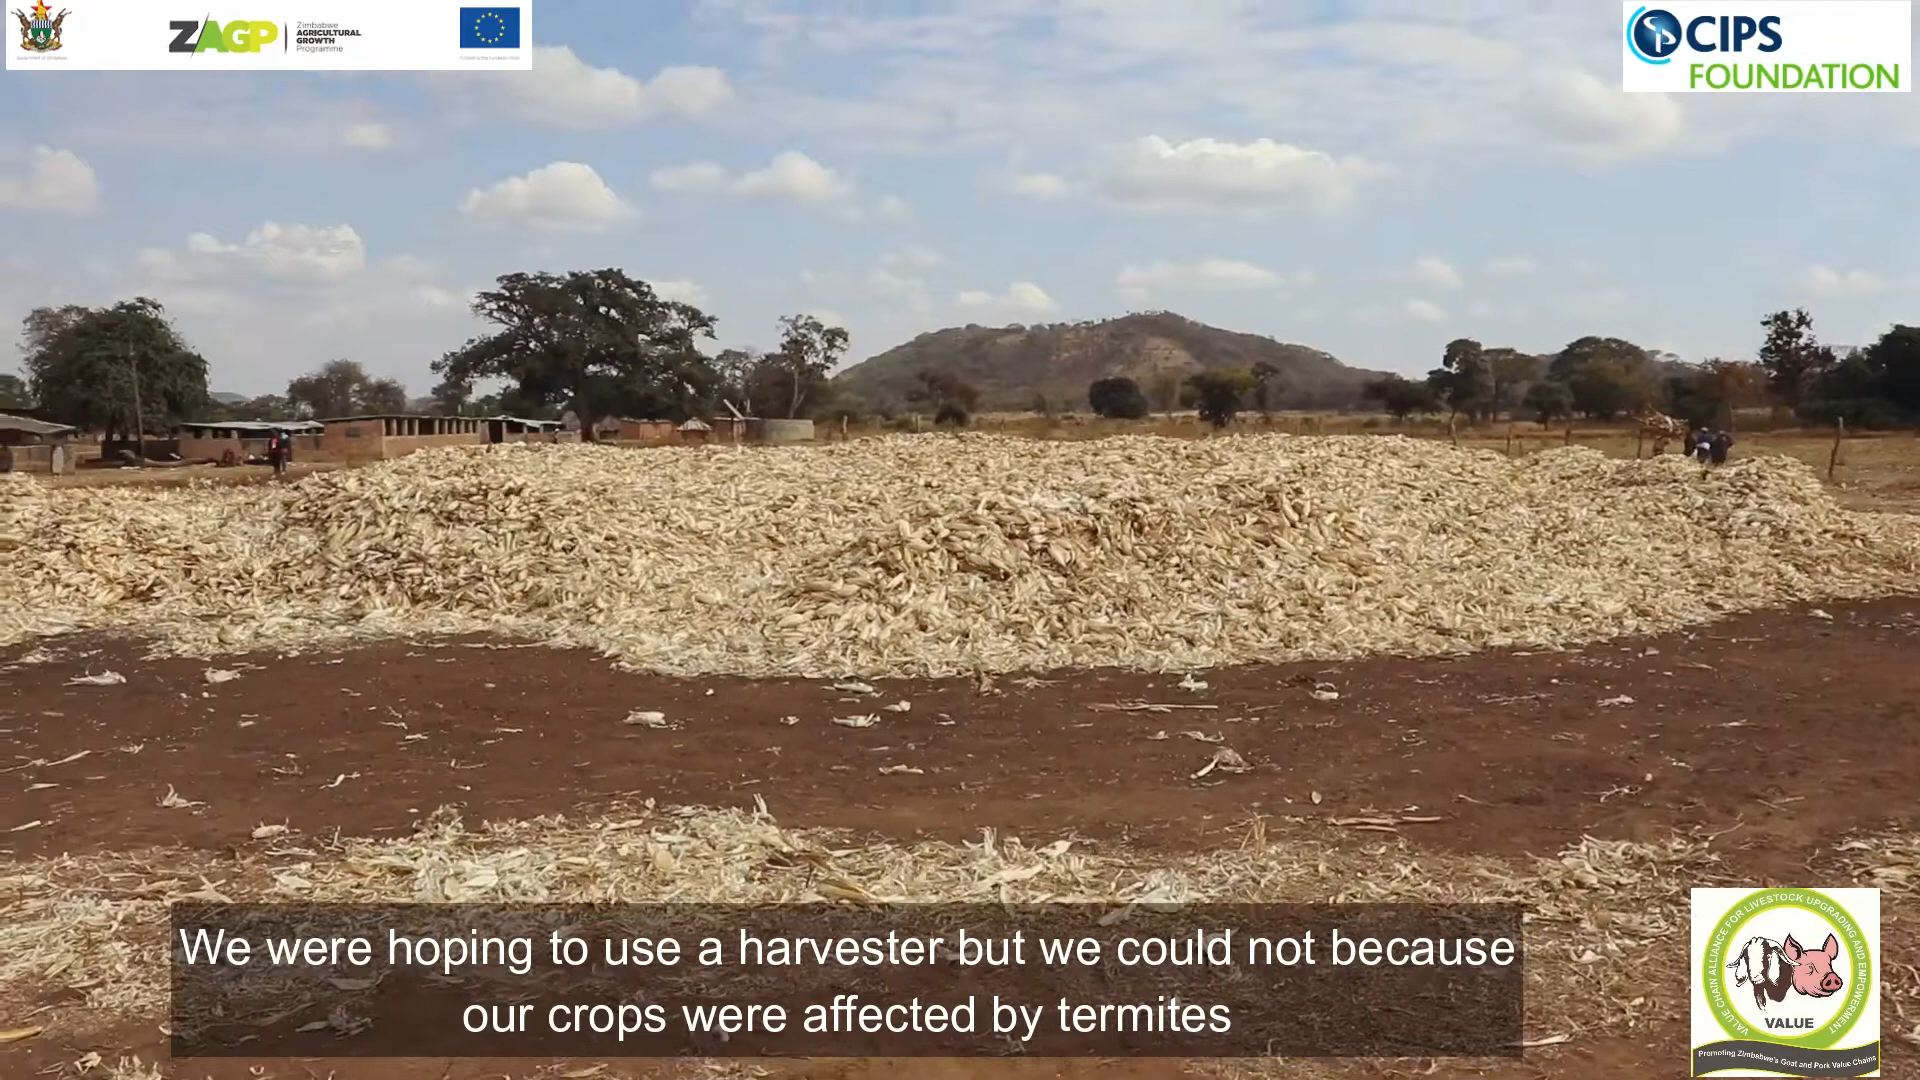 ZAGP
Zimbabwe
AGRICULTURAL
GROWTH
Programme
CIPS
FOUNDATION
We were hoping to use a harvester but we could not because
our crops were affected by termites
VALUE CHAIN ALLIANCE FOR LIVESTOCK UPGRADING AND EMPOWERMENT
VALUE
Promoting Zimbabwe's Goat and Pork Value Chains